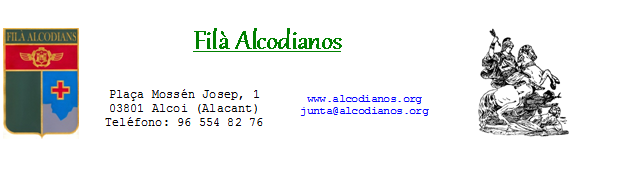 FILÀ ALCODIANS
Filà Alcodianos
Plaça Mossén Josep, 1
03801 Alcoi (Alacant)
Teléfono: 96 554 82 76
www.alcodianos.org
junta@alcodianos.org